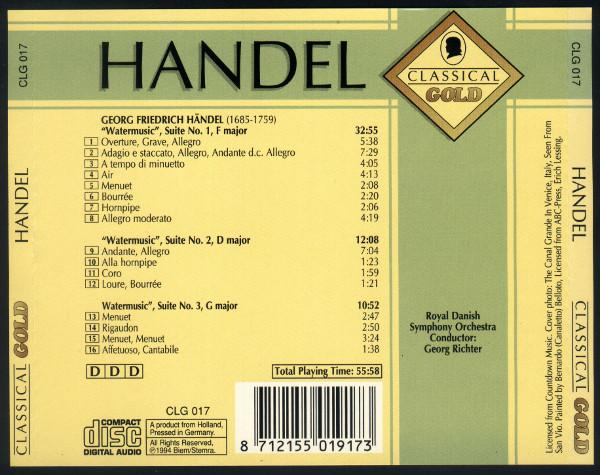 CLG 017
HANDEL
CLASSICAL GOLD
HANDEL
CLASSICAL
GOLD
GEORG FRIEDRICH HÄNDEL (1685-1759)
"Watermusic", Suite No. 1, F major 32:55
1 Overture, Grave, Allegro 5:38
2 Adagio e staccato, Allegro, Andante d.c. Allegro 7:29
3 A tempo di minuetto 4:05
4 Air 4:13
5 Menuet 2:08
6 Bourrée 2:20
7 Hornpipe 2:06
8 Allegro moderato 4:19
"Watermusic", Suite No. 2, D major 12:08
9 Andante, Allegro 7:04
10 Alla hornpipe 1:23
11 Coro 1:59
12 Loure, Bourrée 1:21
Watermusic", Suite No. 3, G major 10:52
13 Menuet 2:47
14 Rigaudon 2:50
15 Menuet, Menuet 3:24
16 Affetuoso, Cantabile 1:38
D D D
Total Playing Time: 55:58
Royal Danish
Symphony Orchestra
Conductor:
Georg Richter
COMPACT
disc
DIGITAL AUDIO
CLG 017
A product from Holland,
Pressed in Germany.
All Rights Reserved,
℗1994 Biem/Stemra.
8 712155 019173
CLG 017
HANDEL
CLASSICAL GOLD
Licensed from Countdown Music. Cover photo: The Canal Grande In Venice, Italy, Seen From
San Vio. Painted by Bernardo (Canaletto) Belloto, Licensed from ABC-Press, Erich Lessing.